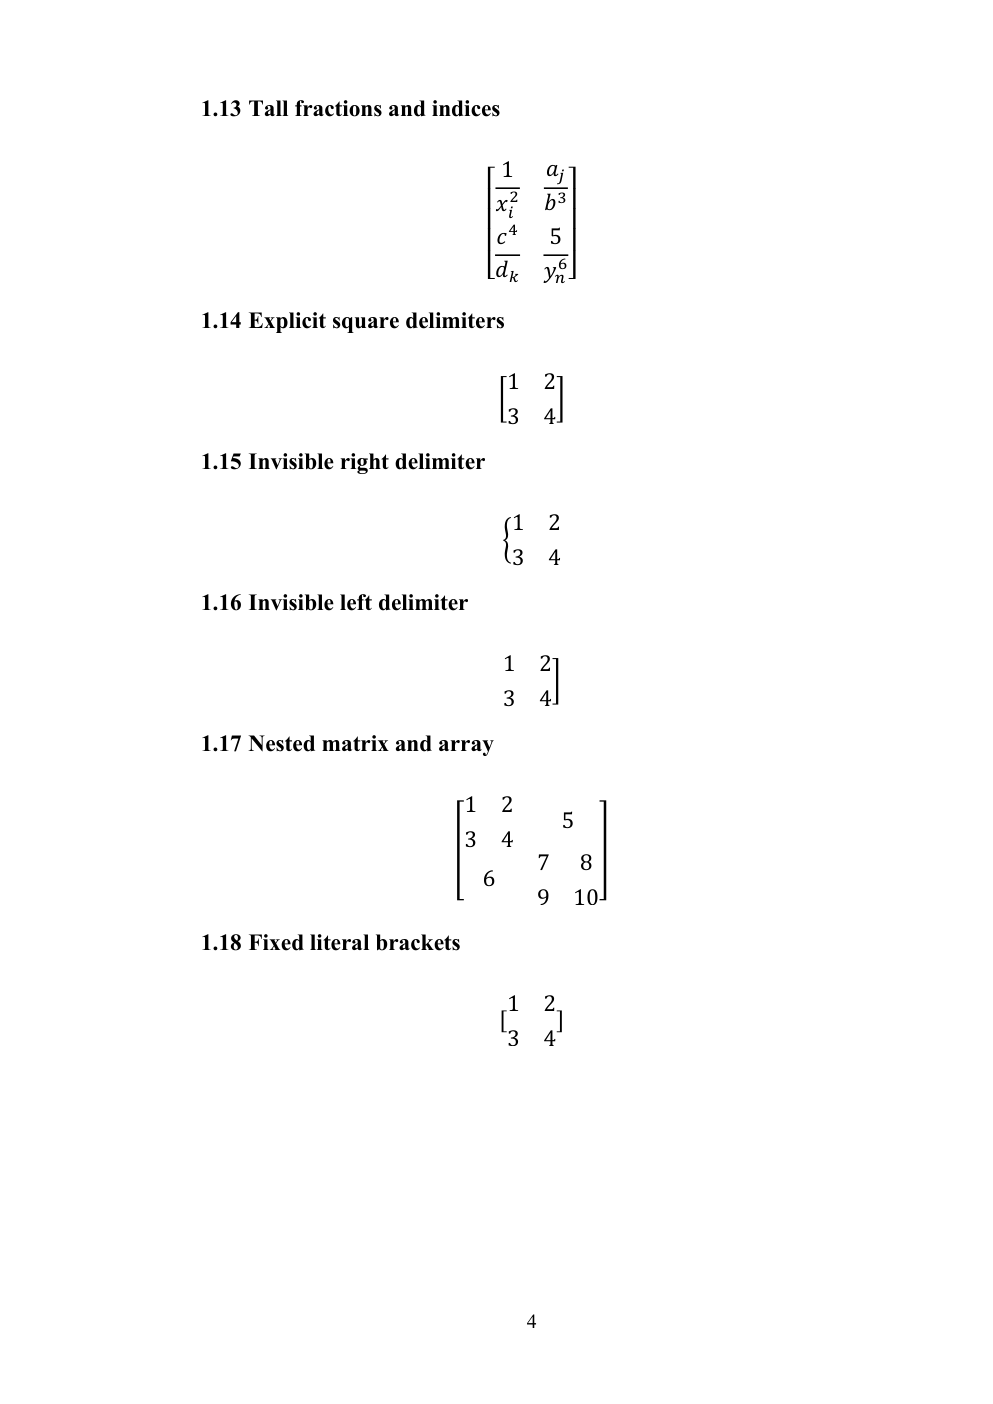 1.13 Tall fractions and indices
[ 1/x_i^2  a_j/b^3
c^4/d_k  5/y_n^6 ]
1.14 Explicit square delimiters
[ 1 2
3 4 ]
1.15 Invisible right delimiter
{ 1 2
3 4
1.16 Invisible left delimiter
1 2
3 4 ]
1.17 Nested matrix and array
[ 1 2
5
3 4
7 8
6
9 10 ]
1.18 Fixed literal brackets
[ 1 2
3 4 ]
4